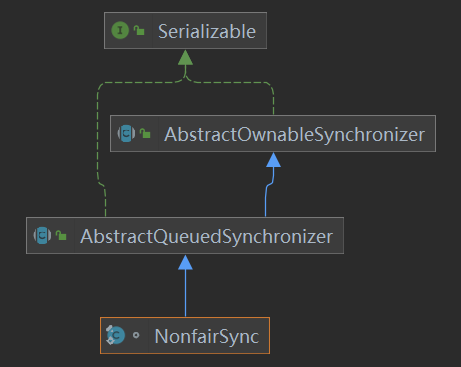 Serializable
AbstractOwnableSynchronizer
AbstractQueuedSynchronizer
NonfairSync